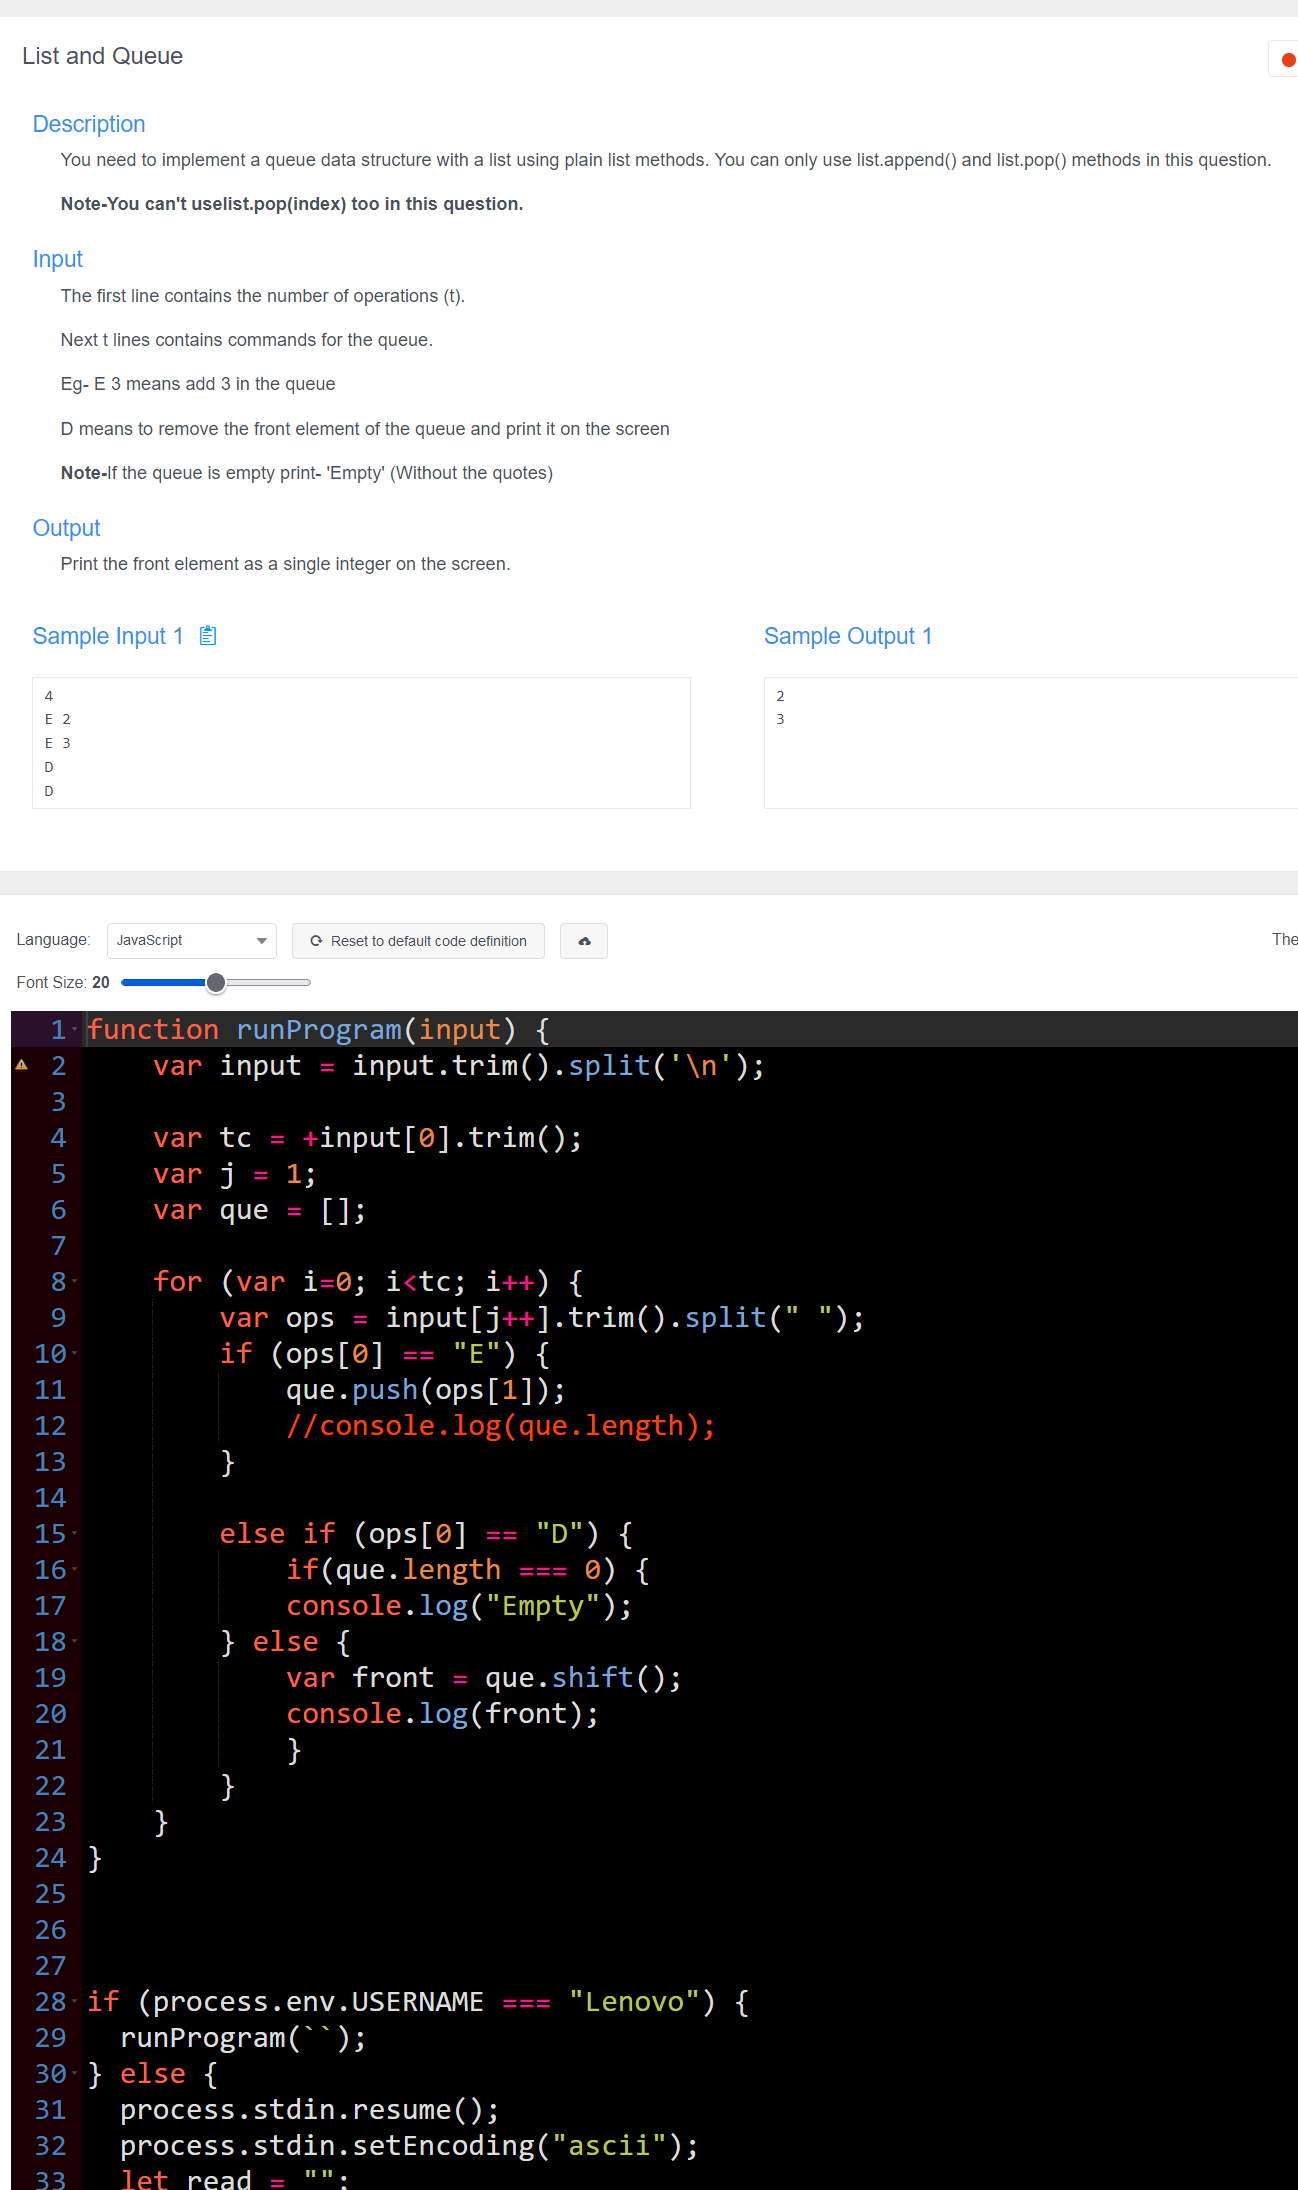 List and Queue
Description
You need to implement a queue data structure with a list using plain list methods. You can only use list.append() and list.pop() methods in this question.
Note-You can't uselist.pop(index) too in this question.
Input
The first line contains the number of operations (t).
Next t lines contains commands for the queue.
Eg- E 3 means add 3 in the queue
D means to remove the front element of the queue and print it on the screen
Note-If the queue is empty print- 'Empty' (Without the quotes)
Output
Print the front element as a single integer on the screen.
Sample Input 1
4
E 2
E 3
D
D
Sample Output 1
2
3
Language: JavaScript Reset to default code definition The
Font Size: 20
1 function runProgram(input) {
2     var input = input.trim().split('\n');
3
4     var tc = +input[0].trim();
5     var j = 1;
6     var que = [];
7
8     for (var i=0; i<tc; i++) {
9         var ops = input[j++].trim().split(" ");
10         if (ops[0] == "E") {
11             que.push(ops[1]);
12             //console.log(que.length);
13         }
14
15         else if (ops[0] == "D") {
16             if(que.length === 0) {
17             console.log("Empty");
18         } else {
19             var front = que.shift();
20             console.log(front);
21             }
22         }
23     }
24 }
25
26
27
28 if (process.env.USERNAME === "Lenovo") {
29   runProgram(``);
30 } else {
31   process.stdin.resume();
32   process.stdin.setEncoding("ascii");
33   let read = "";